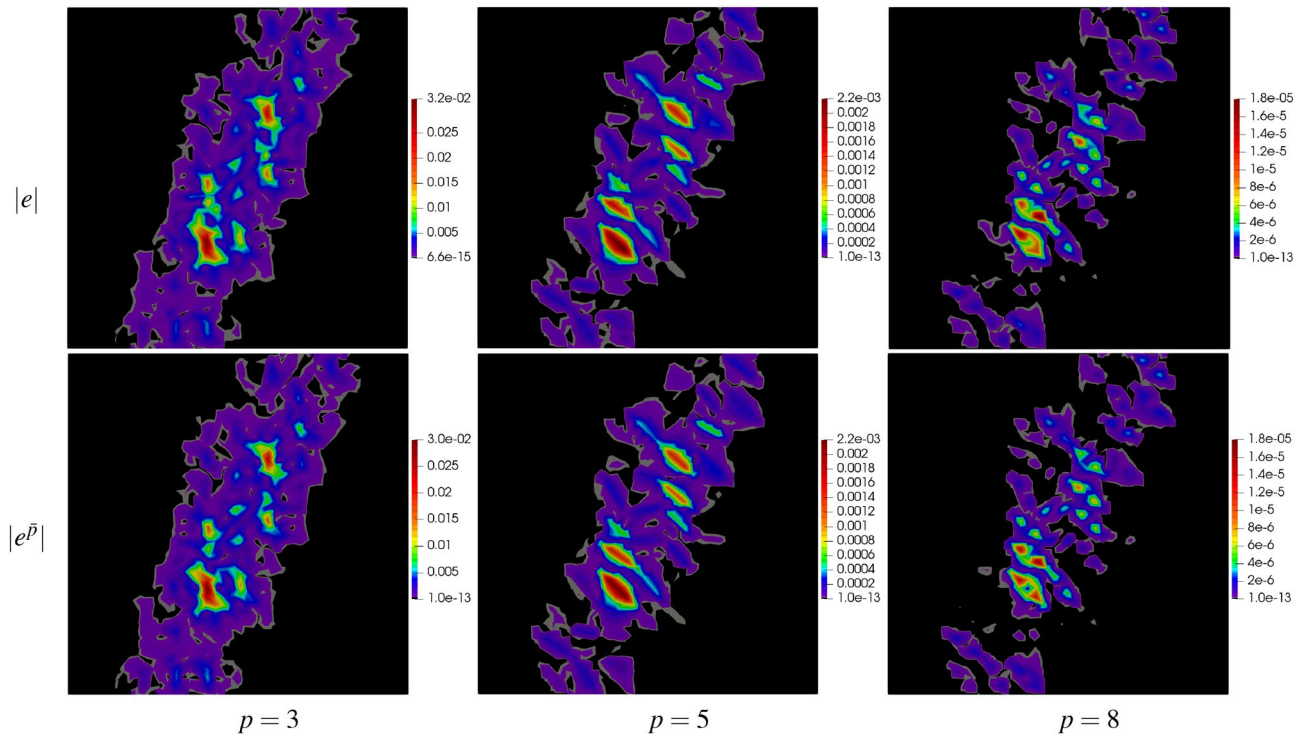 |e|
3.2e-02
0.025
0.02
0.015
0.01
0.005
6.6e-15
2.2e-03
0.002
0.0018
0.0016
0.0014
0.0012
0.001
0.0008
0.0006
0.0004
0.0002
1.0e-13
1.8e-05
1.6e-5
1.4e-5
1.2e-5
1e-5
8e-6
6e-6
4e-6
2e-6
1.0e-13
|e^p̄|
3.0e-02
0.025
0.02
0.015
0.01
0.005
1.0e-13
2.2e-03
0.002
0.0018
0.0016
0.0014
0.0012
0.001
0.0008
0.0006
0.0004
0.0002
1.0e-13
1.8e-05
1.6e-5
1.4e-5
1.2e-5
1e-5
8e-6
6e-6
4e-6
2e-6
1.0e-13
p = 3
p = 5
p = 8